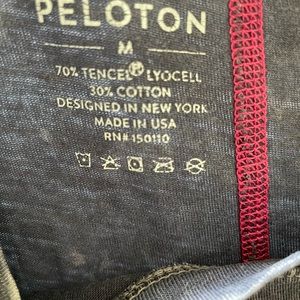 PELOTON
M
70% TENCEL® LYOCELL
30% COTTON
DESIGNED IN NEW YORK
MADE IN USA
RN# 150110